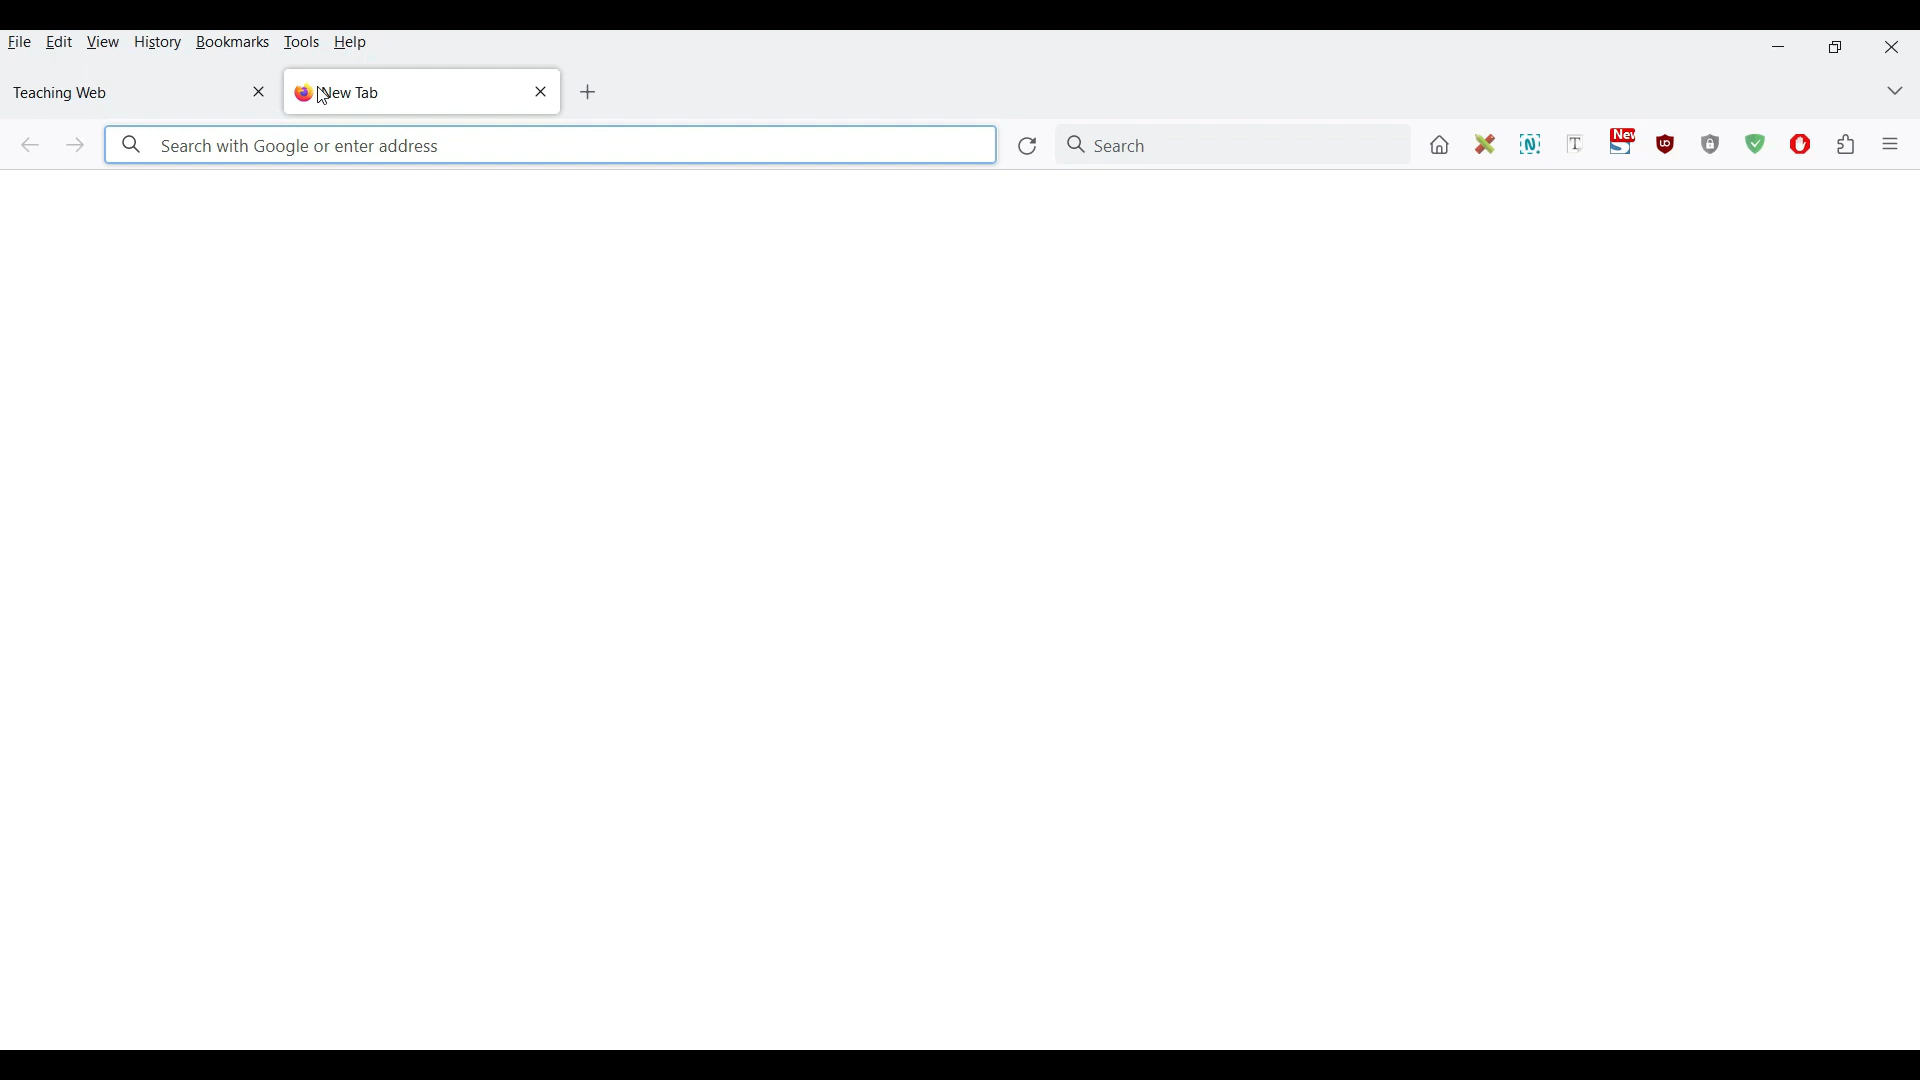 File Edit View History Bookmarks Tools Help
Teaching Web
New Tab
Search with Google or enter address
Search
New